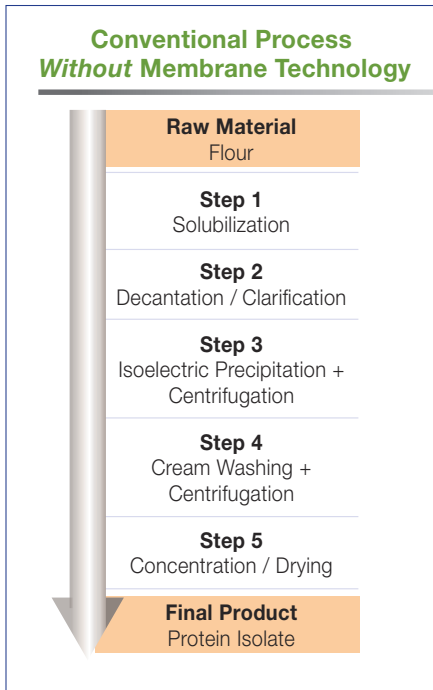 Conventional Process
Without Membrane Technology
Raw Material
Flour
Step 1
Solubilization
Step 2
Decantation / Clarification
Step 3
Isoelectric Precipitation +
Centrifugation
Step 4
Cream Washing +
Centrifugation
Step 5
Concentration / Drying
Final Product
Protein Isolate